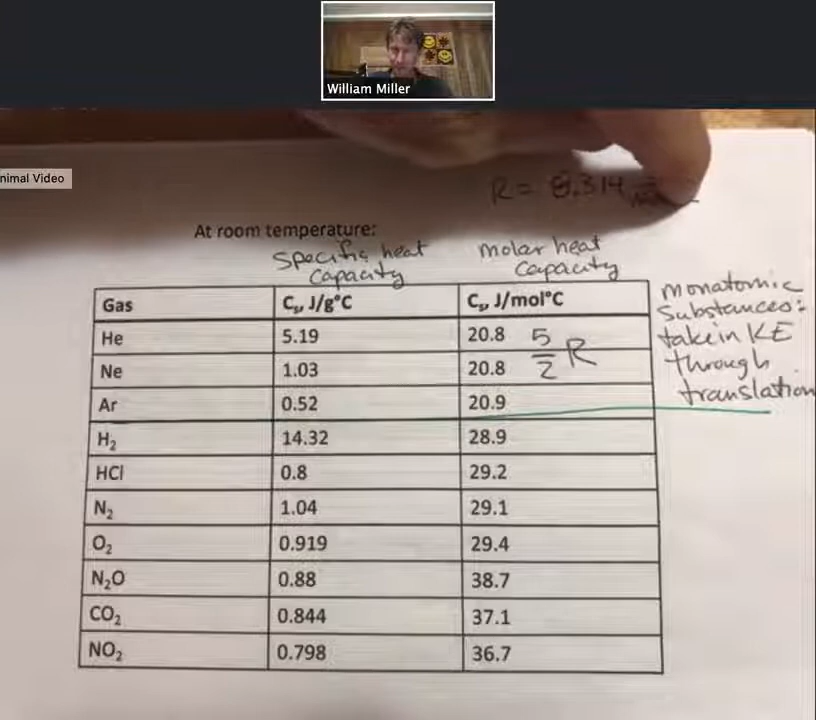 William Miller
nimal Video
R = 8.314
At room temperature:
specific heat capacity
molar heat capacity
Gas Cᵥ, J/g°C Cᵥ, J/mol°C
He 5.19 20.8
Ne 1.03 20.8
5/2 R
Ar 0.52 20.9
H₂ 14.32 28.9
HCl 0.8 29.2
N₂ 1.04 29.1
O₂ 0.919 29.4
N₂O 0.88 38.7
CO₂ 0.844 37.1
NO₂ 0.798 36.7
monatomic
substances:
take in KE
through
translation